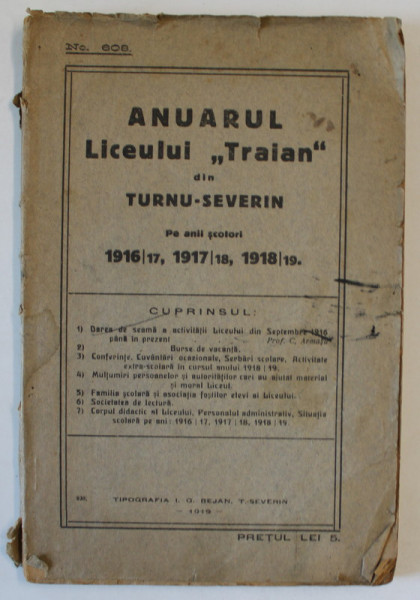 No. 608.
ANUARUL
Liceului „Traian“
din
TURNU-SEVERIN
Pe anii școlari
1916|17, 1917|18, 1918|19.
CUPRINSUL:
1) Darea de seamă a activității Liceului din Septembre 1916
până în prezent Prof. C. Armașu
2) Burse de vacanță.
3) Conferințe, Cuvântări ocazionale, Serbări școlare, Activitate
extra-școlară în cursul anului 1918|19.
4) Mulțumiri persoanelor și autorităților cari au ajutat material
și moral Liceul.
5) Familia școlară și asociația foștilor elevi ai Liceului.
6) Societatea de lectură.
7) Corpul didactic al Liceului, Personalul administrativ, Situația
școlară pe ani: 1916|17, 1917|18, 1918|19
TIPOGRAFIA I. G. BEJAN, T.-SEVERIN
– 1919 –
PREȚUL LEI 5.